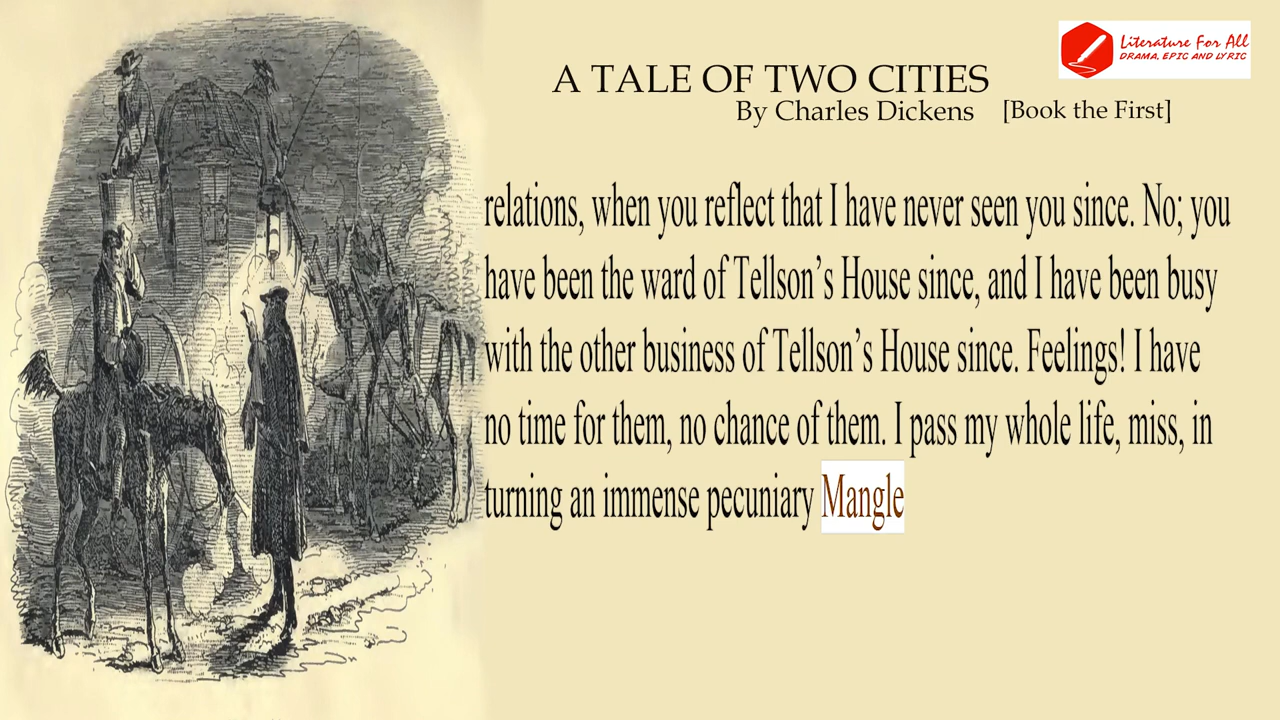 Literature For All
DRAMA, EPIC AND LYRIC
A TALE OF TWO CITIES
By Charles Dickens [Book the First]
relations, when you reflect that I have never seen you since. No; you
have been the ward of Tellson’s House since, and I have been busy
with the other business of Tellson’s House since. Feelings! I have
no time for them, no chance of them. I pass my whole life, miss, in
turning an immense pecuniary Mangle